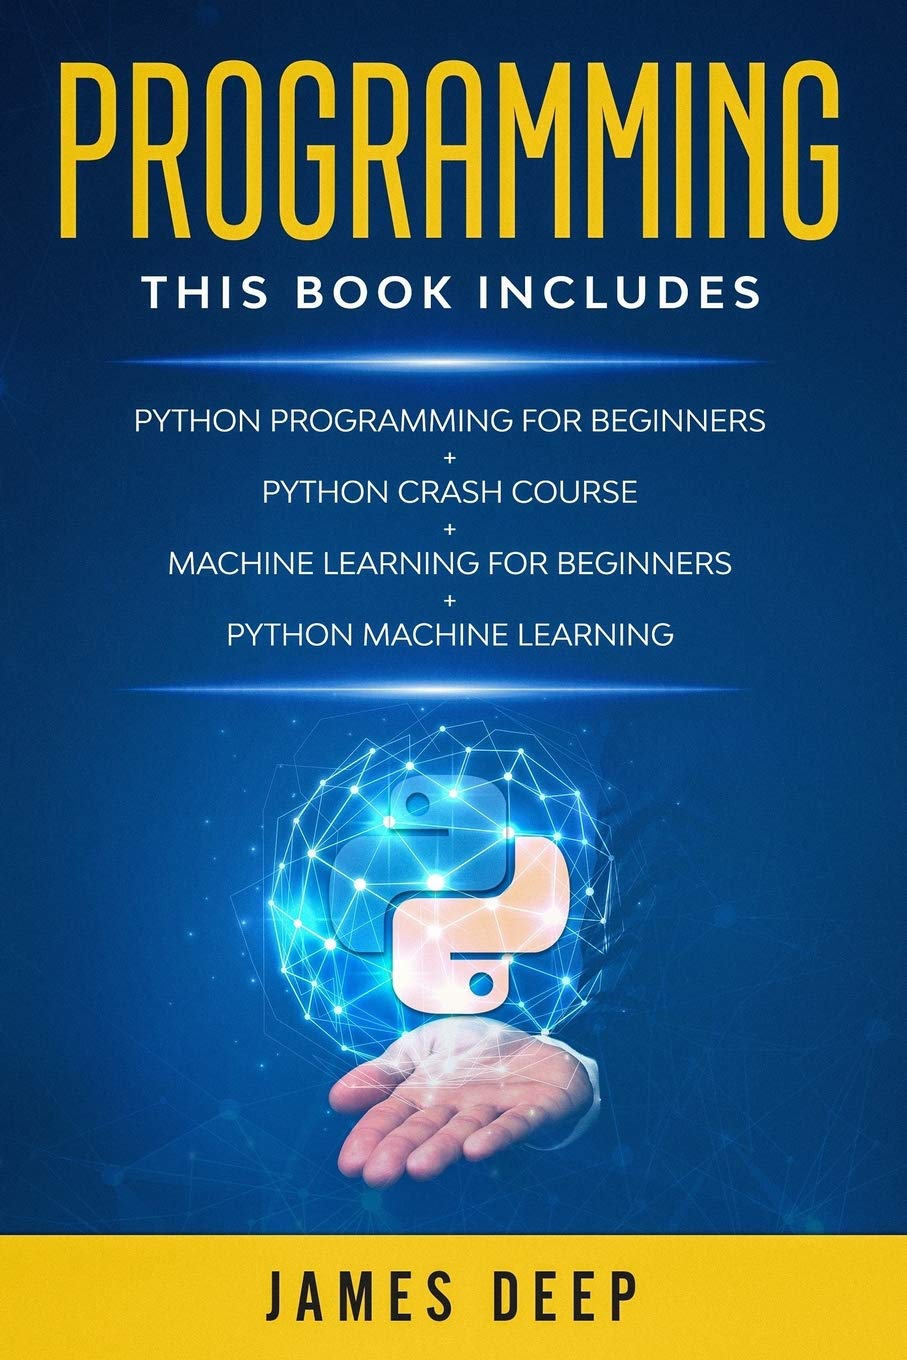 PROGRAMMING
THIS BOOK INCLUDES
PYTHON PROGRAMMING FOR BEGINNERS
+
PYTHON CRASH COURSE
+
MACHINE LEARNING FOR BEGINNERS
+
PYTHON MACHINE LEARNING
JAMES DEEP